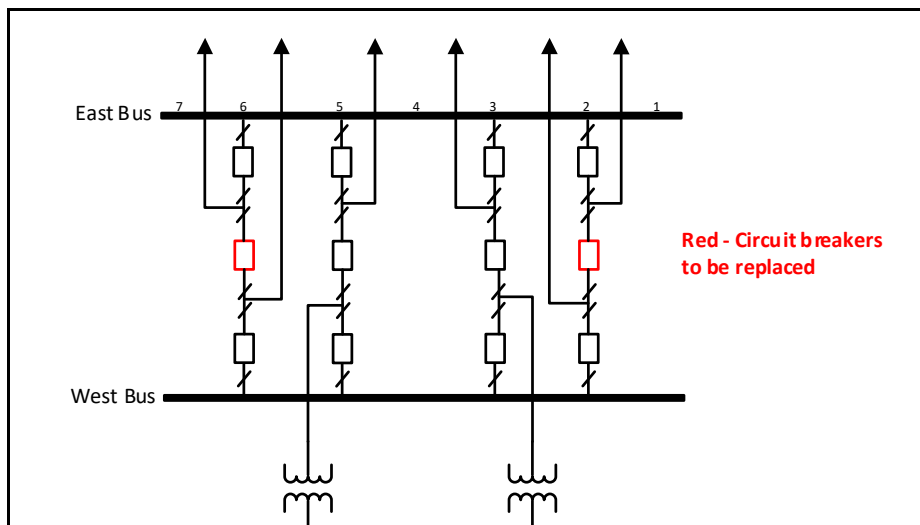 7 6 5 4 3 2 1
East Bus
Red - Circuit breakers
to be replaced
West Bus